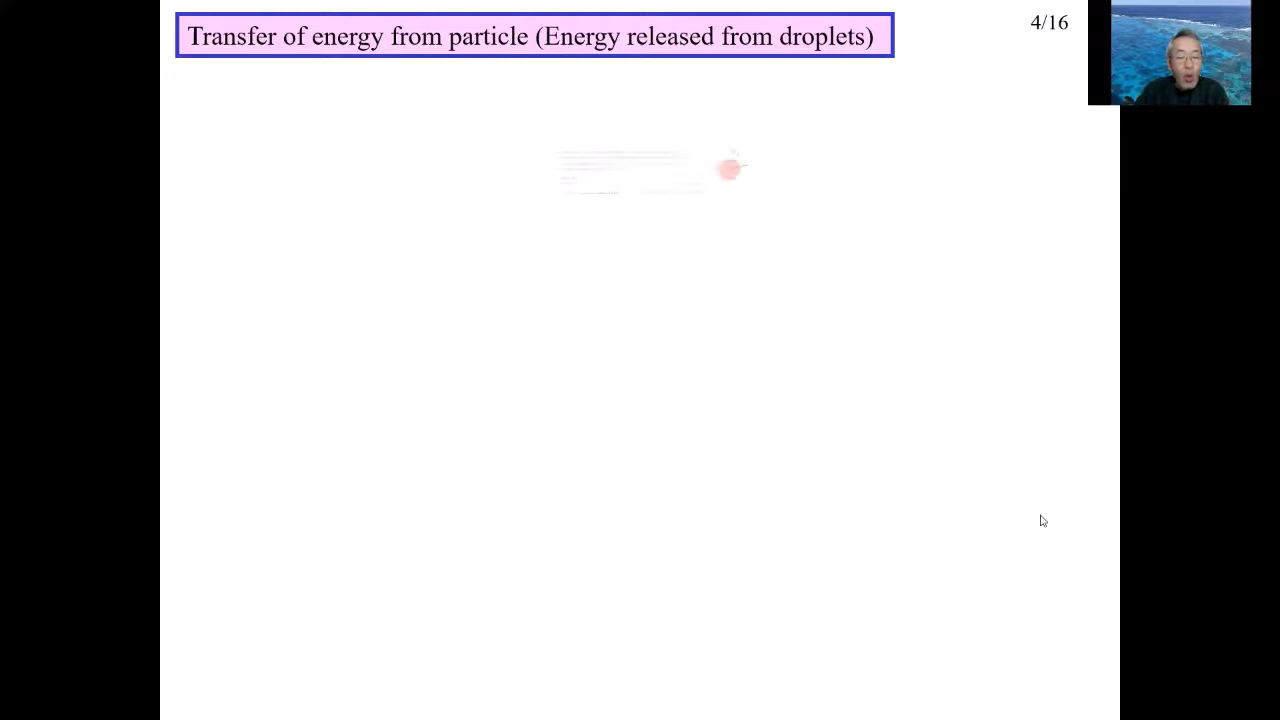 Transfer of energy from particle (Energy released from droplets)
4/16